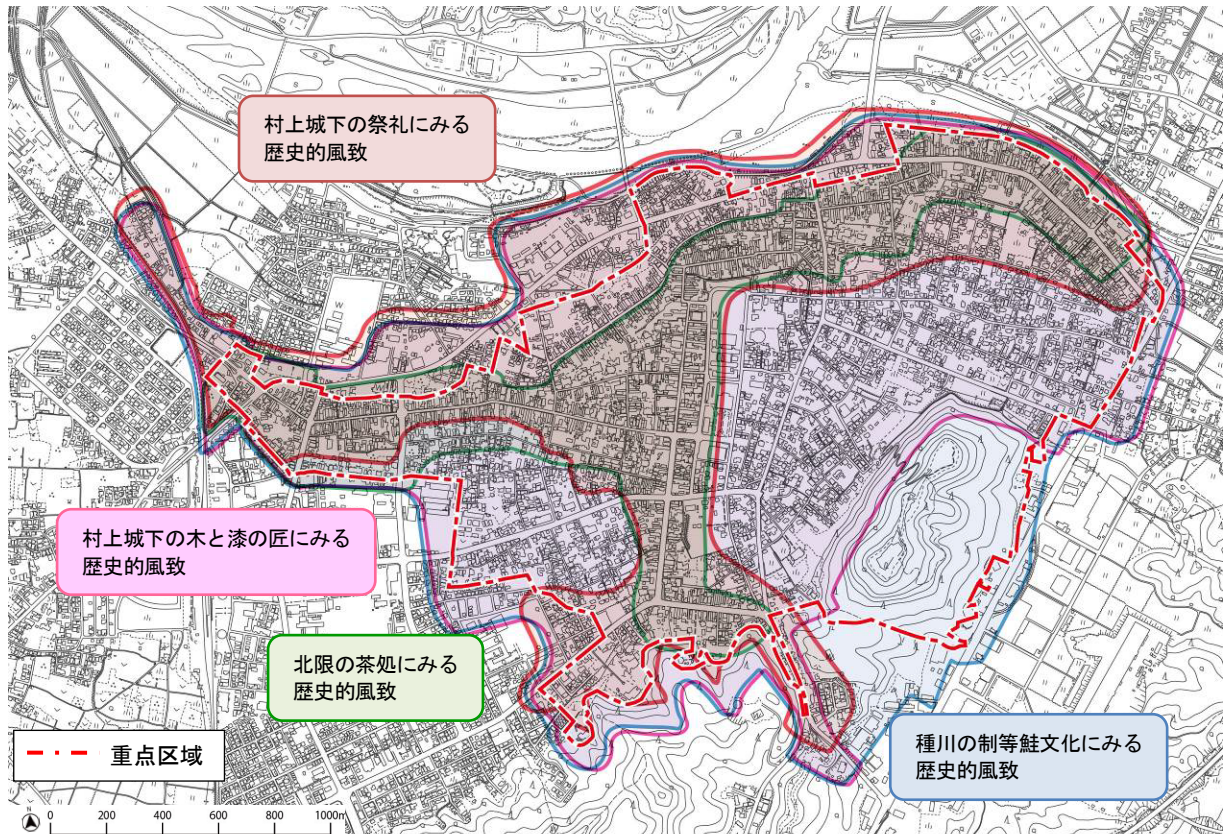 村上城下の祭礼にみる
歴史的風致
村上城下の木と漆の匠にみる
歴史的風致
北限の茶処にみる
歴史的風致
種川の制等鮭文化にみる
歴史的風致
重点区域
N
0 200 400 600 800 1000m